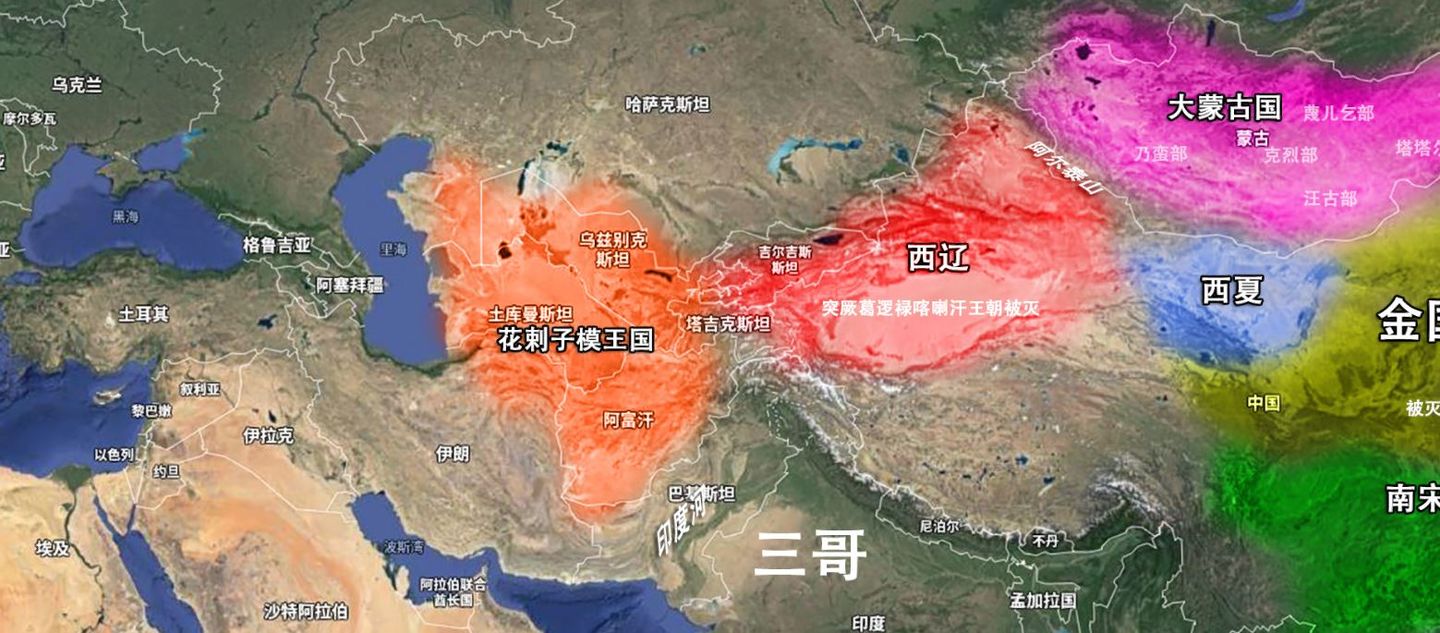 乌克兰
摩尔多瓦
亚
黑海
亚
格鲁吉亚
阿塞拜疆
里海
土耳其
叙利亚
黎巴嫩
以色列
约旦
伊拉克
埃及
伊朗
波斯湾
阿拉伯联合
酋长国
沙特阿拉伯
哈萨克斯坦
乌兹别克
斯坦
土库曼斯坦
花剌子模王国
阿富汗
吉尔吉斯
斯坦
塔吉克斯坦
巴基斯坦
印度河
三哥
印度
尼泊尔
不丹
孟加拉国
西辽
突厥葛逻禄喀喇汗王朝被灭
阿尔泰山
大蒙古国
蒙古
蔑儿乞部
乃蛮部
克烈部
塔塔
汪古部
西夏
金国
中国
被灭
南宋